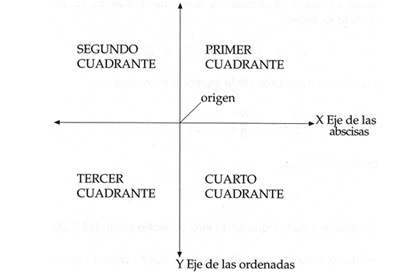 SEGUNDO
CUADRANTE
PRIMER
CUADRANTE
origen
X Eje de las
abscisas
TERCER
CUADRANTE
CUARTO
CUADRANTE
Y Eje de las ordenadas